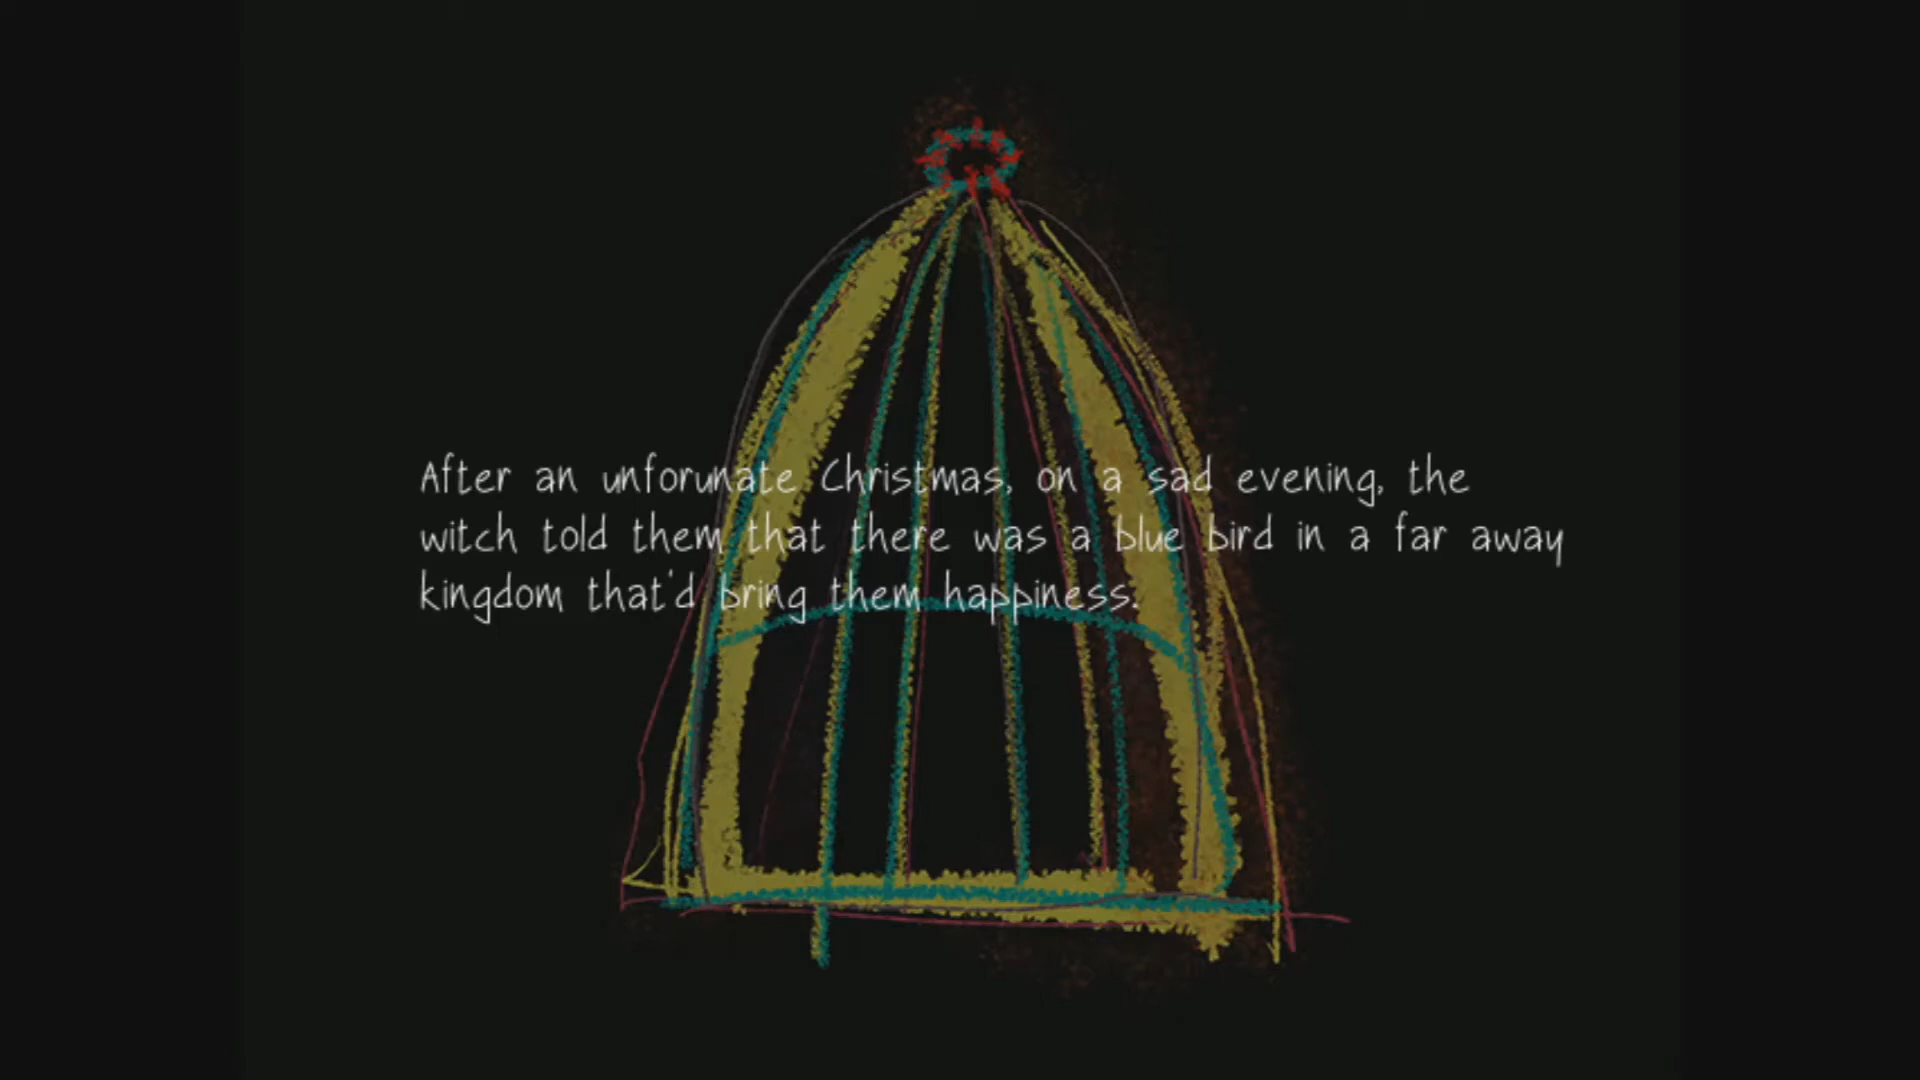 After an unforunate Christmas, on a sad evening, the
witch told them that there was a blue bird in a far away
kingdom that'd bring them happiness.